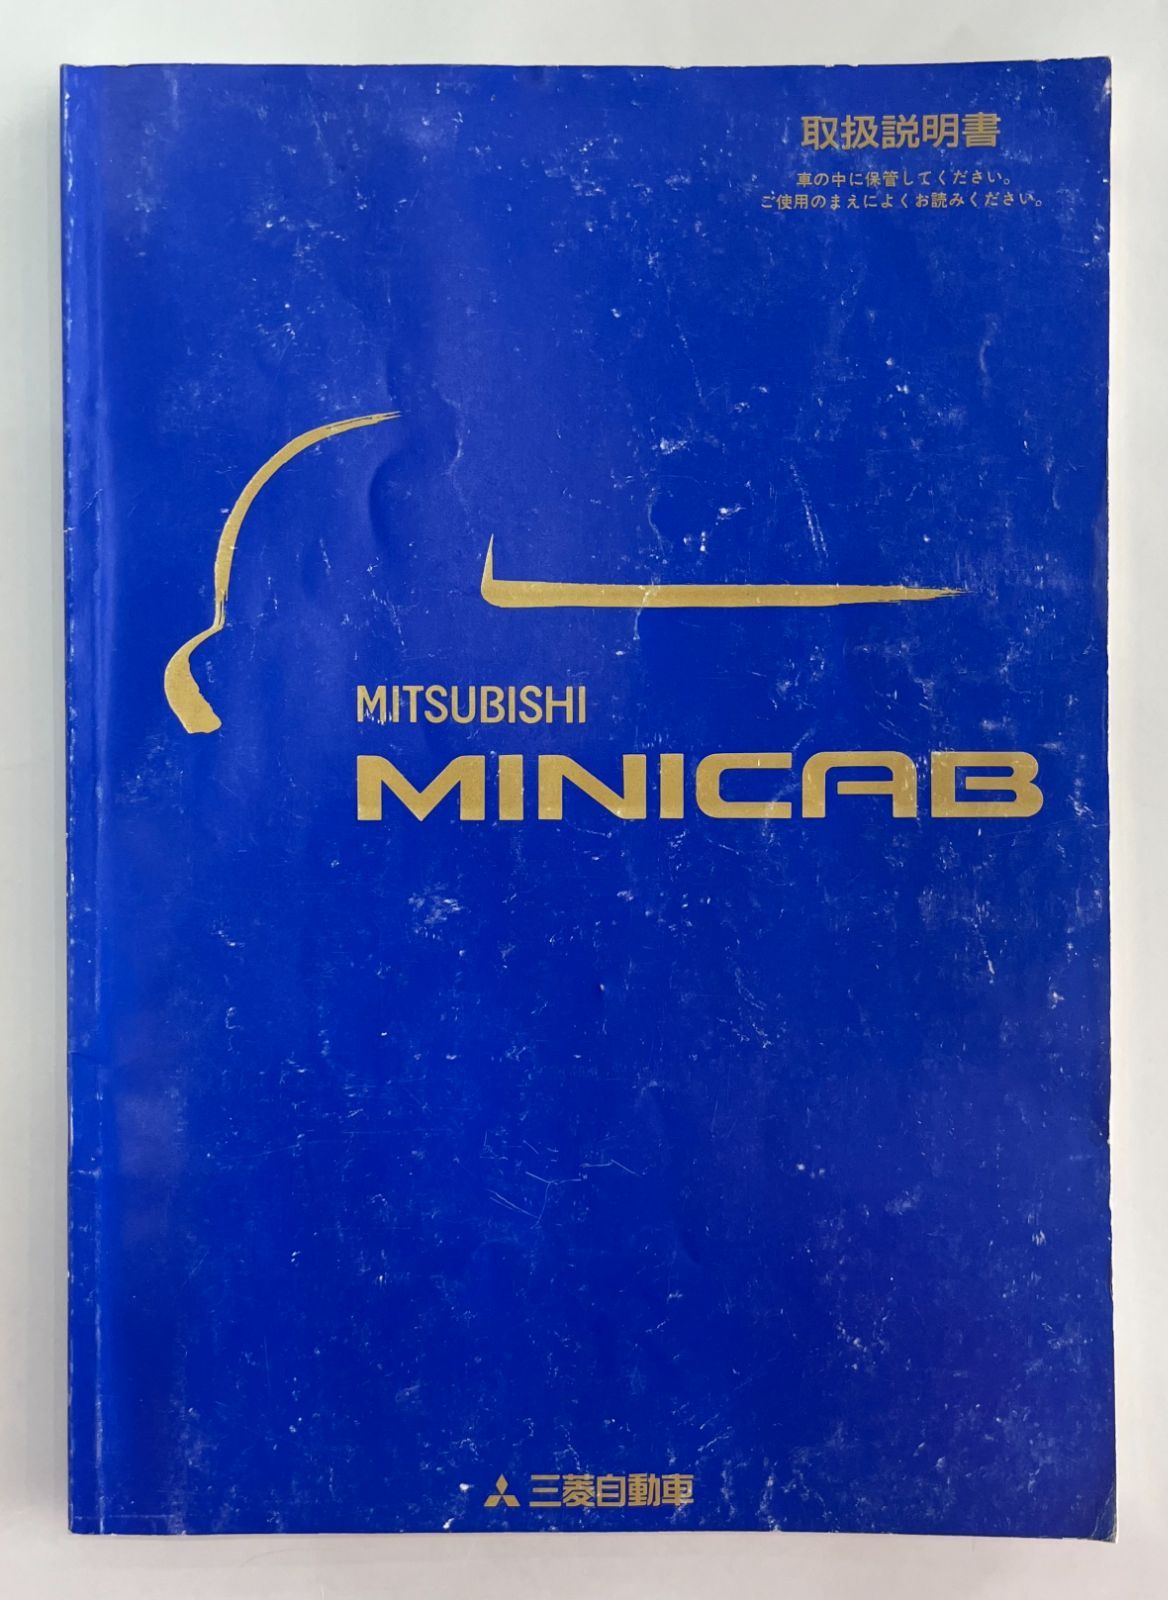 取扱説明書
車の中に保管してください。
ご使用のまえによくお読みください。
MITSUBISHI
MINICAB
三菱自動車